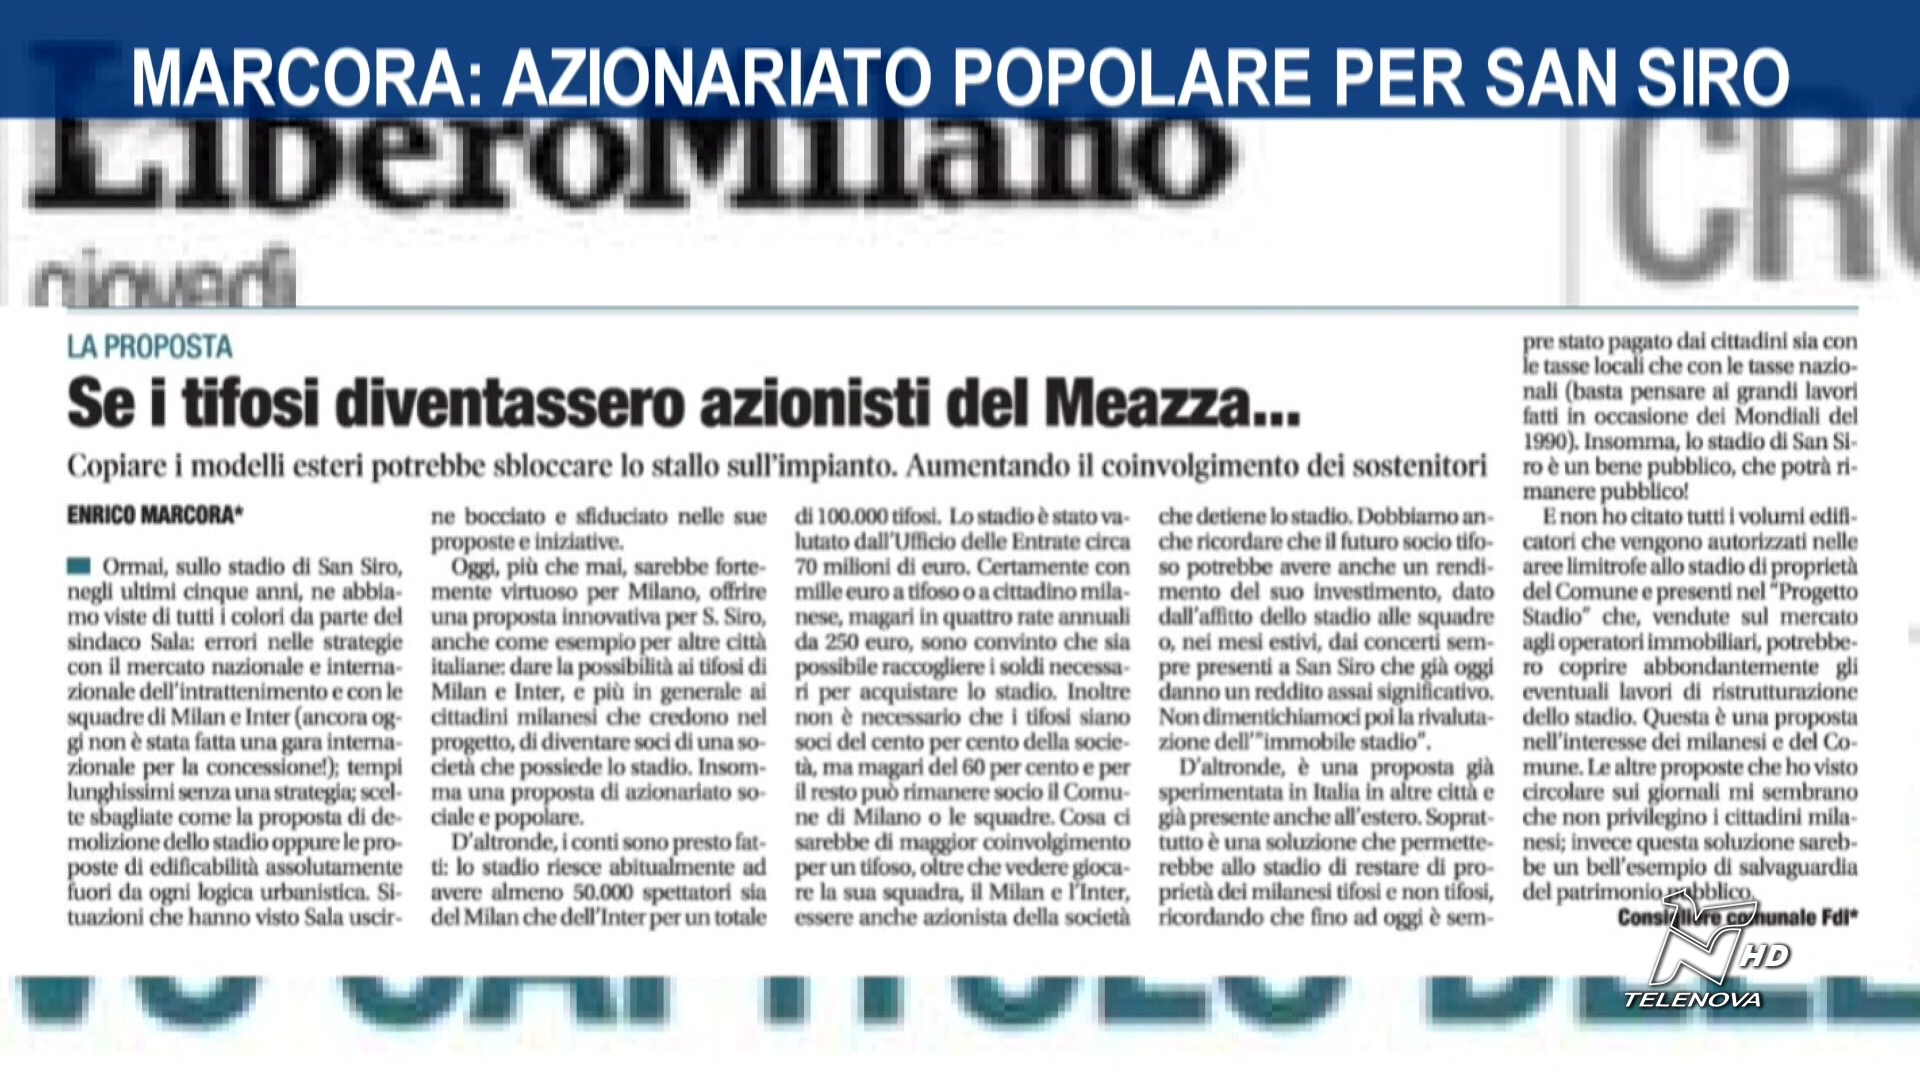 MARCORA: AZIONARIATO POPOLARE PER SAN SIRO
LiberoMilano
giovedì
LA PROPOSTA
Se i tifosi diventassero azionisti del Meazza...
Copiare i modelli esteri potrebbe sbloccare lo stallo sull'impianto. Aumentando il coinvolgimento dei sostenitori
ENRICO MARCORA*
Ormai, sullo stadio di San Siro,
negli ultimi cinque anni, ne abbia-
mo viste di tutti i colori da parte del
sindaco Sala: errori nelle strategie
con il mercato nazionale e interna-
zionale dell'intrattenimento e con le
squadre di Milan e Inter (ancora og-
gi non è stata fatta una gara interna-
zionale per la concessione!); tempi
lunghissimi senza una strategia; scel-
te sbagliate come la proposta di de-
molizione dello stadio oppure le pro-
poste di edificabilità assolutamente
fuori da ogni logica urbanistica. Si-
tuazioni che hanno visto Sala uscir-
ne bocciato e sfiduciato nelle sue
proposte e iniziative.
Oggi, più che mai, sarebbe forte-
mente virtuoso per Milano, offrire
una proposta innovativa per S. Siro,
anche come esempio per altre città
italiane: dare la possibilità ai tifosi di
Milan e Inter, e più in generale ai
cittadini milanesi che credono nel
progetto, di diventare soci di una so-
cietà che possiede lo stadio. Insom-
ma una proposta di azionariato so-
ciale e popolare.
D'altronde, i conti sono presto fat-
ti: lo stadio riesce abitualmente ad
avere almeno 50.000 spettatori sia
del Milan che dell'Inter per un totale
di 100.000 tifosi. Lo stadio è stato va-
lutato dall'Ufficio delle Entrate circa
70 milioni di euro. Certamente con
mille euro a tifoso o a cittadino mila-
nese, magari in quattro rate annuali
da 250 euro, sono convinto che sia
possibile raccogliere i soldi necessa-
ri per acquistare lo stadio. Inoltre
non è necessario che i tifosi siano
soci del cento per cento della socie-
tà, ma magari del 60 per cento e per
il resto può rimanere socio il Comu-
ne di Milano o le squadre. Cosa ci
sarebbe di maggior coinvolgimento
per un tifoso, oltre che vedere gioca-
re la sua squadra, il Milan e l'Inter,
essere anche azionista della società
che detiene lo stadio. Dobbiamo an-
che ricordare che il futuro socio tifo-
so potrebbe avere anche un rendi-
mento del suo investimento, dato
dall'affitto dello stadio alle squadre
o, nei mesi estivi, dai concerti sem-
pre presenti a San Siro che già oggi
danno un reddito assai significativo.
Non dimentichiamoci poi la rivaluta-
zione dell'"immobile stadio".
D'altronde, è una proposta già
sperimentata in Italia in altre città e
già presente anche all'estero. Soprat-
tutto è una soluzione che permette-
rebbe allo stadio di restare di pro-
prietà dei milanesi tifosi e non tifosi,
ricordando che fino ad oggi è sem-
pre stato pagato dai cittadini sia con
le tasse locali che con le tasse nazio-
nali (basta pensare ai grandi lavori
fatti in occasione dei Mondiali del
1990). Insomma, lo stadio di San Si-
ro è un bene pubblico, che potrà ri-
manere pubblico!
E non ho citato tutti i volumi edifi-
catori che vengono autorizzati nelle
aree limitrofe allo stadio di proprietà
del Comune e presenti nel "Progetto
Stadio" che, vendute sul mercato
agli operatori immobiliari, potrebbe-
ro coprire abbondantemente gli
eventuali lavori di ristrutturazione
dello stadio. Questa è una proposta
nell'interesse dei milanesi e del Co-
mune. Le altre proposte che ho visto
circolare sui giornali mi sembrano
che non privilegino i cittadini mila-
nesi; invece questa soluzione sareb-
be un bell'esempio di salvaguardia
del patrimonio pubblico.
Consigliere comunale FdI*
HD
TELENOVA